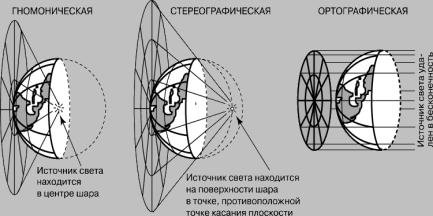 ГНОМОНИЧЕСКАЯ
СТЕРЕОГРАФИЧЕСКАЯ
ОРТОГРАФИЧЕСКАЯ
Источник света
находится
в центре шара
Источник света находится
на поверхности шара
в точке, противоположной
точке касания плоскости
Источник света уда-
лен в бесконечность